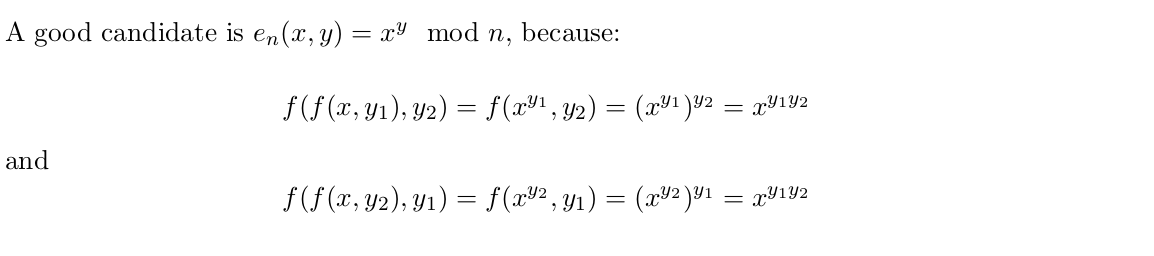 A good candidate is $e_n(x, y) = x^y \mod n$, because:
$f(f(x, y_1), y_2) = f(x^{y_1}, y_2) = (x^{y_1})^{y_2} = x^{y_1 y_2}$
and
$f(f(x, y_2), y_1) = f(x^{y_2}, y_1) = (x^{y_2})^{y_1} = x^{y_1 y_2}$